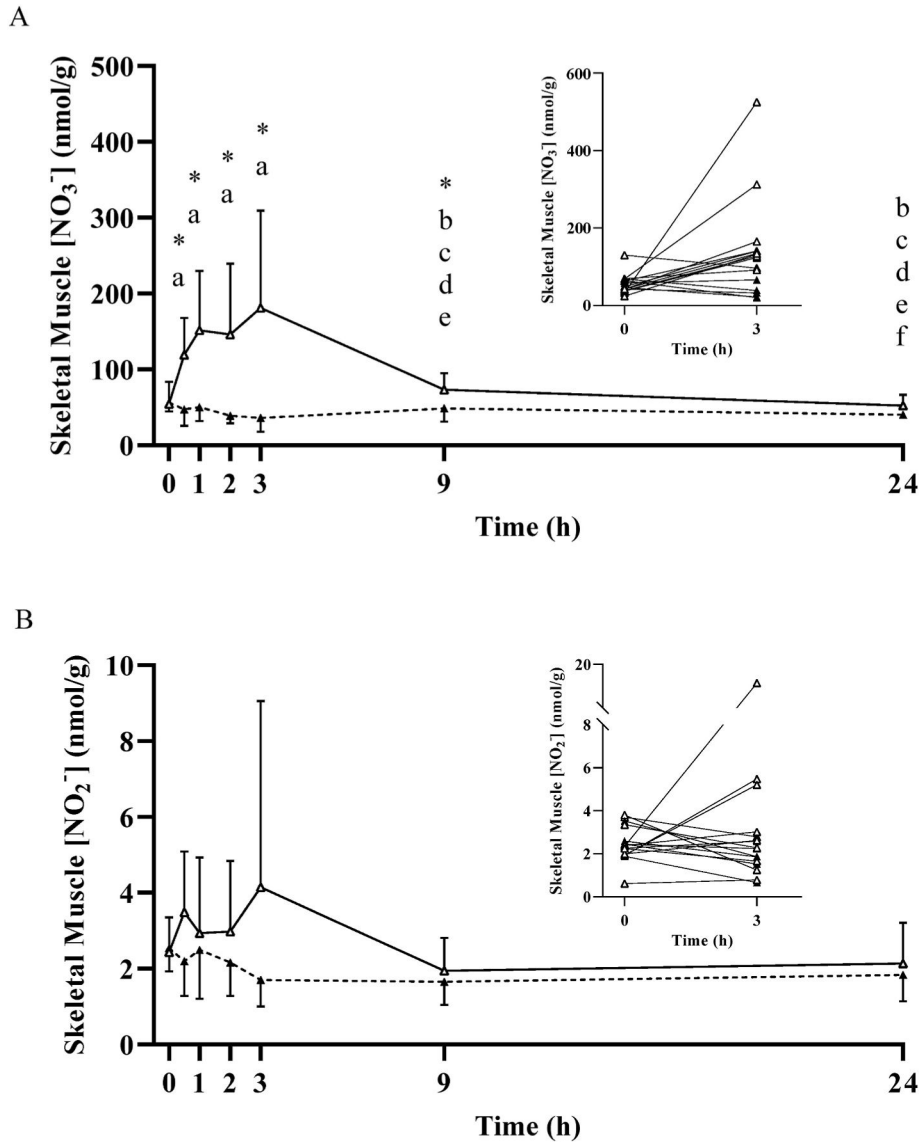 A
Skeletal Muscle [NO₃⁻] (nmol/g)
500
400
300
200
100
0
*
a
*
a
*
a
*
a
*
b
c
d
e
b
c
d
e
f
0
1
2
3
9
24
Time (h)
Skeletal Muscle [NO₃⁻] (nmol/g)
600
400
200
0
0
3
Time (h)
B
Skeletal Muscle [NO₂⁻] (nmol/g)
10
8
6
4
2
0
0
1
2
3
9
24
Time (h)
Skeletal Muscle [NO₂⁻] (nmol/g)
20
8
6
4
2
0
0
3
Time (h)